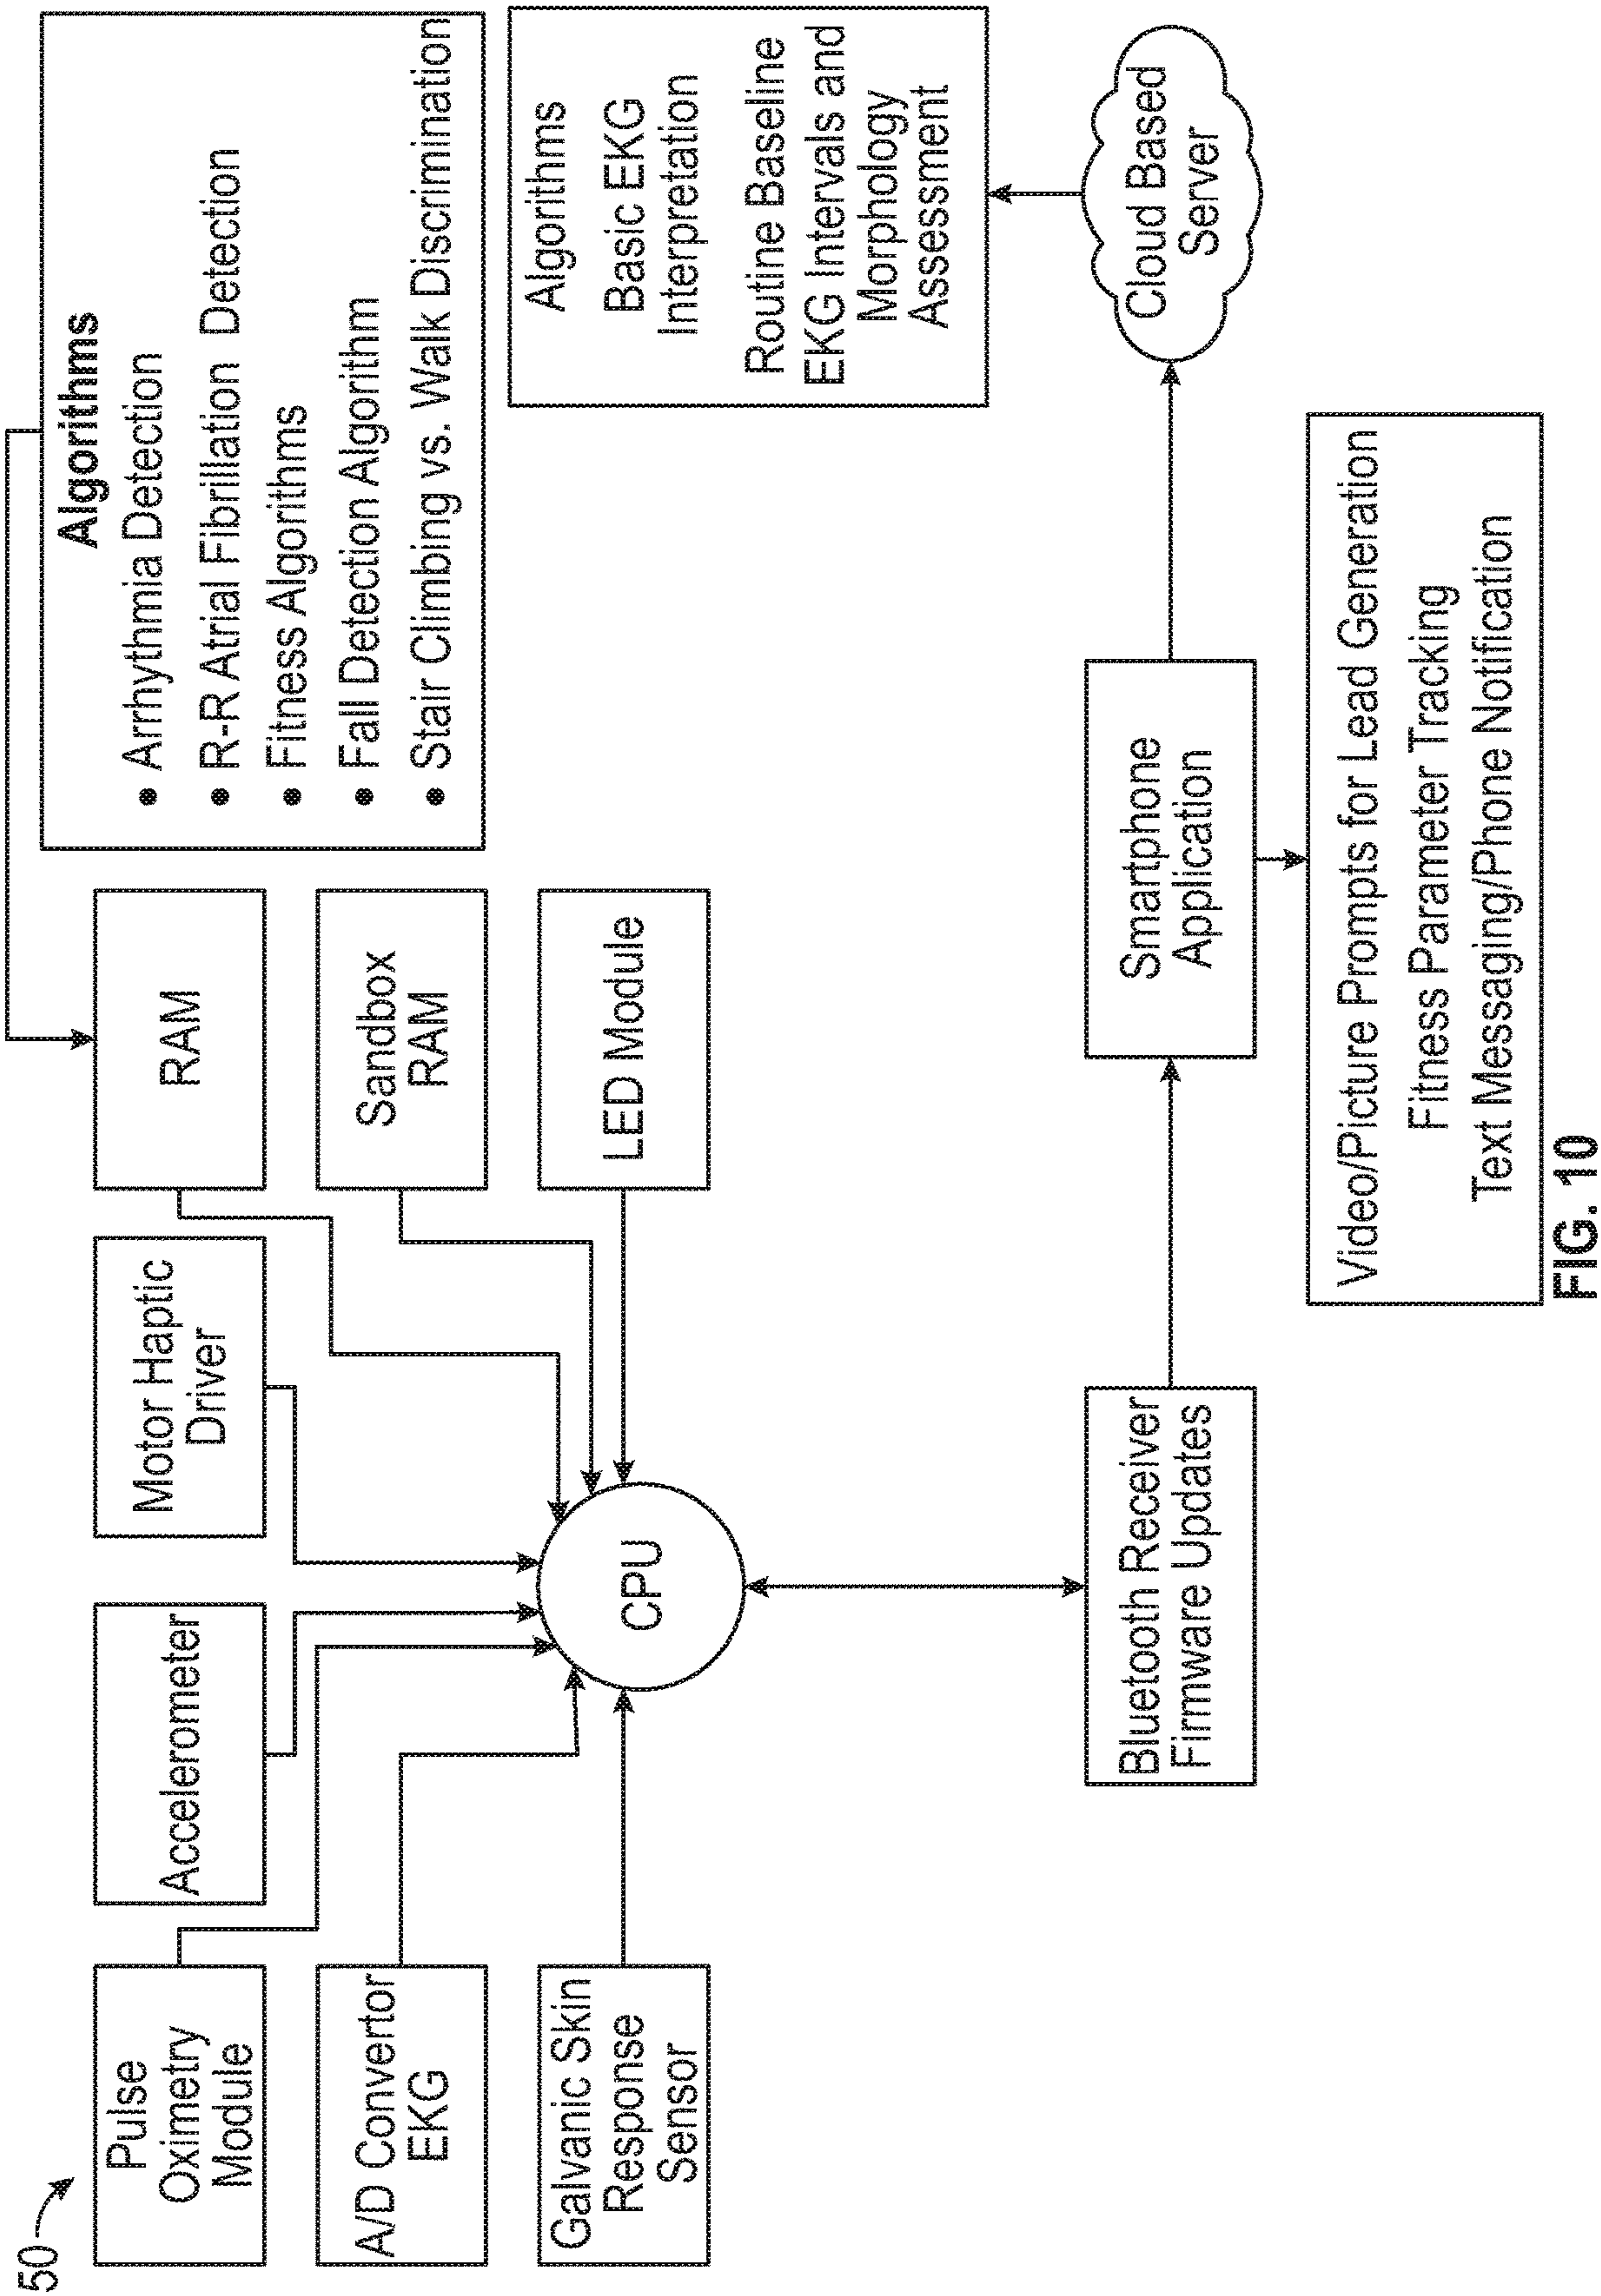 50
Pulse
Oximetry
Module
Accelerometer
Motor Haptic
Driver
RAM
Algorithms
• Arrhythmia Detection
• R-R Atrial Fibrillation Detection
• Fitness Algorithms
• Fall Detection Algorithm
• Stair Climbing vs. Walk Discrimination
A/D Convertor
EKG
Sandbox
RAM
Galvanic Skin
Response
Sensor
CPU
LED Module
Algorithms
Basic EKG
Interpretation
Routine Baseline
EKG Intervals and
Morphology
Assessment
Bluetooth Receiver
Firmware Updates
Smartphone
Application
Cloud Based
Server
Video/Picture Prompts for Lead Generation
Fitness Parameter Tracking
Text Messaging/Phone Notification
FIG. 10